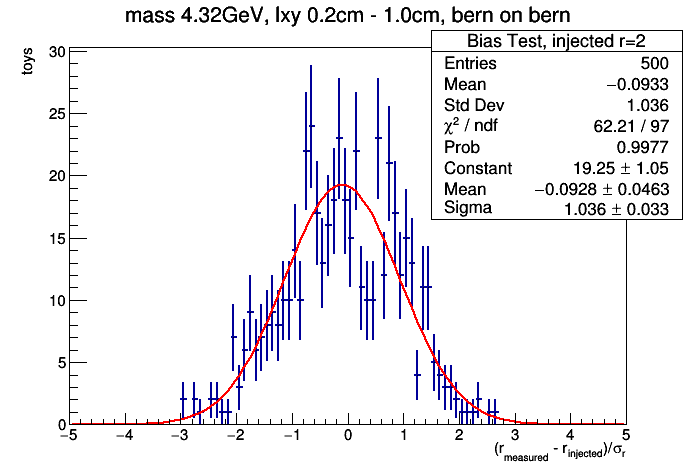 mass 4.32GeV, lxy 0.2cm - 1.0cm, bern on bern
Bias Test, injected r=2
Entries 500
Mean −0.0933
Std Dev 1.036
χ² / ndf 62.21 / 97
Prob 0.9977
Constant 19.25 ± 1.05
Mean −0.0928 ± 0.0463
Sigma 1.036 ± 0.033
toys
30
25
20
15
10
5
0
−5 −4 −3 −2 −1 0 1 2 3 4 5
(r_measured - r_injected)/σ_r